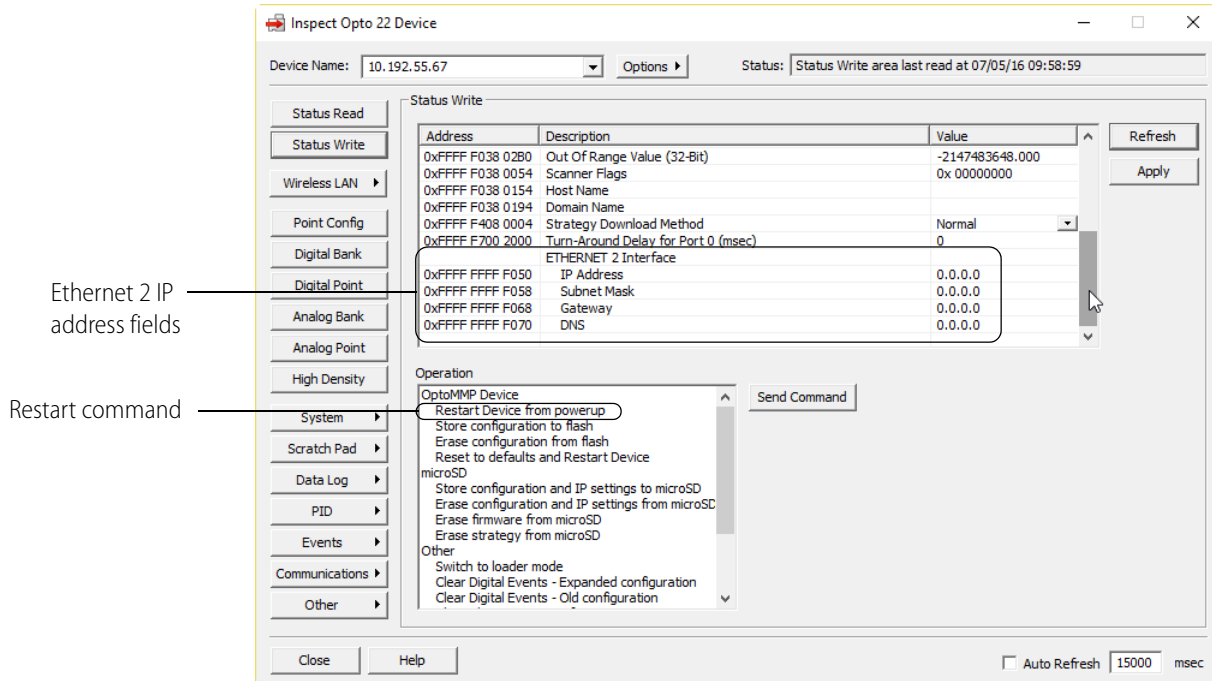 Inspect Opto 22 Device
Device Name: 10.192.55.67 Options Status: Status Write area last read at 07/05/16 09:58:59
Status Read
Status Write
Wireless LAN
Point Config
Digital Bank
Digital Point
Analog Bank
Analog Point
High Density
System
Scratch Pad
Data Log
PID
Events
Communications
Other
Status Write
Address Description Value
0xFFFF F038 02B0 Out Of Range Value (32-Bit) -2147483648.000
0xFFFF F038 0054 Scanner Flags 0x 00000000
0xFFFF F038 0154 Host Name
0xFFFF F038 0194 Domain Name
0xFFFF F408 0004 Strategy Download Method Normal
0xFFFF F700 2000 Turn-Around Delay for Port 0 (msec) 0
ETHERNET 2 Interface
0xFFFF FFFF F050 IP Address 0.0.0.0
0xFFFF FFFF F058 Subnet Mask 0.0.0.0
0xFFFF FFFF F068 Gateway 0.0.0.0
0xFFFF FFFF F070 DNS 0.0.0.0
Refresh
Apply
Ethernet 2 IP
address fields
Restart command
Operation
OptoMMP Device
Restart Device from powerup
Store configuration to flash
Erase configuration from flash
Reset to defaults and Restart Device
microSD
Store configuration and IP settings to microSD
Erase configuration and IP settings from microSD
Erase firmware from microSD
Erase strategy from microSD
Other
Switch to loader mode
Clear Digital Events - Expanded configuration
Clear Digital Events - Old configuration
Send Command
Close Help Auto Refresh 15000 msec